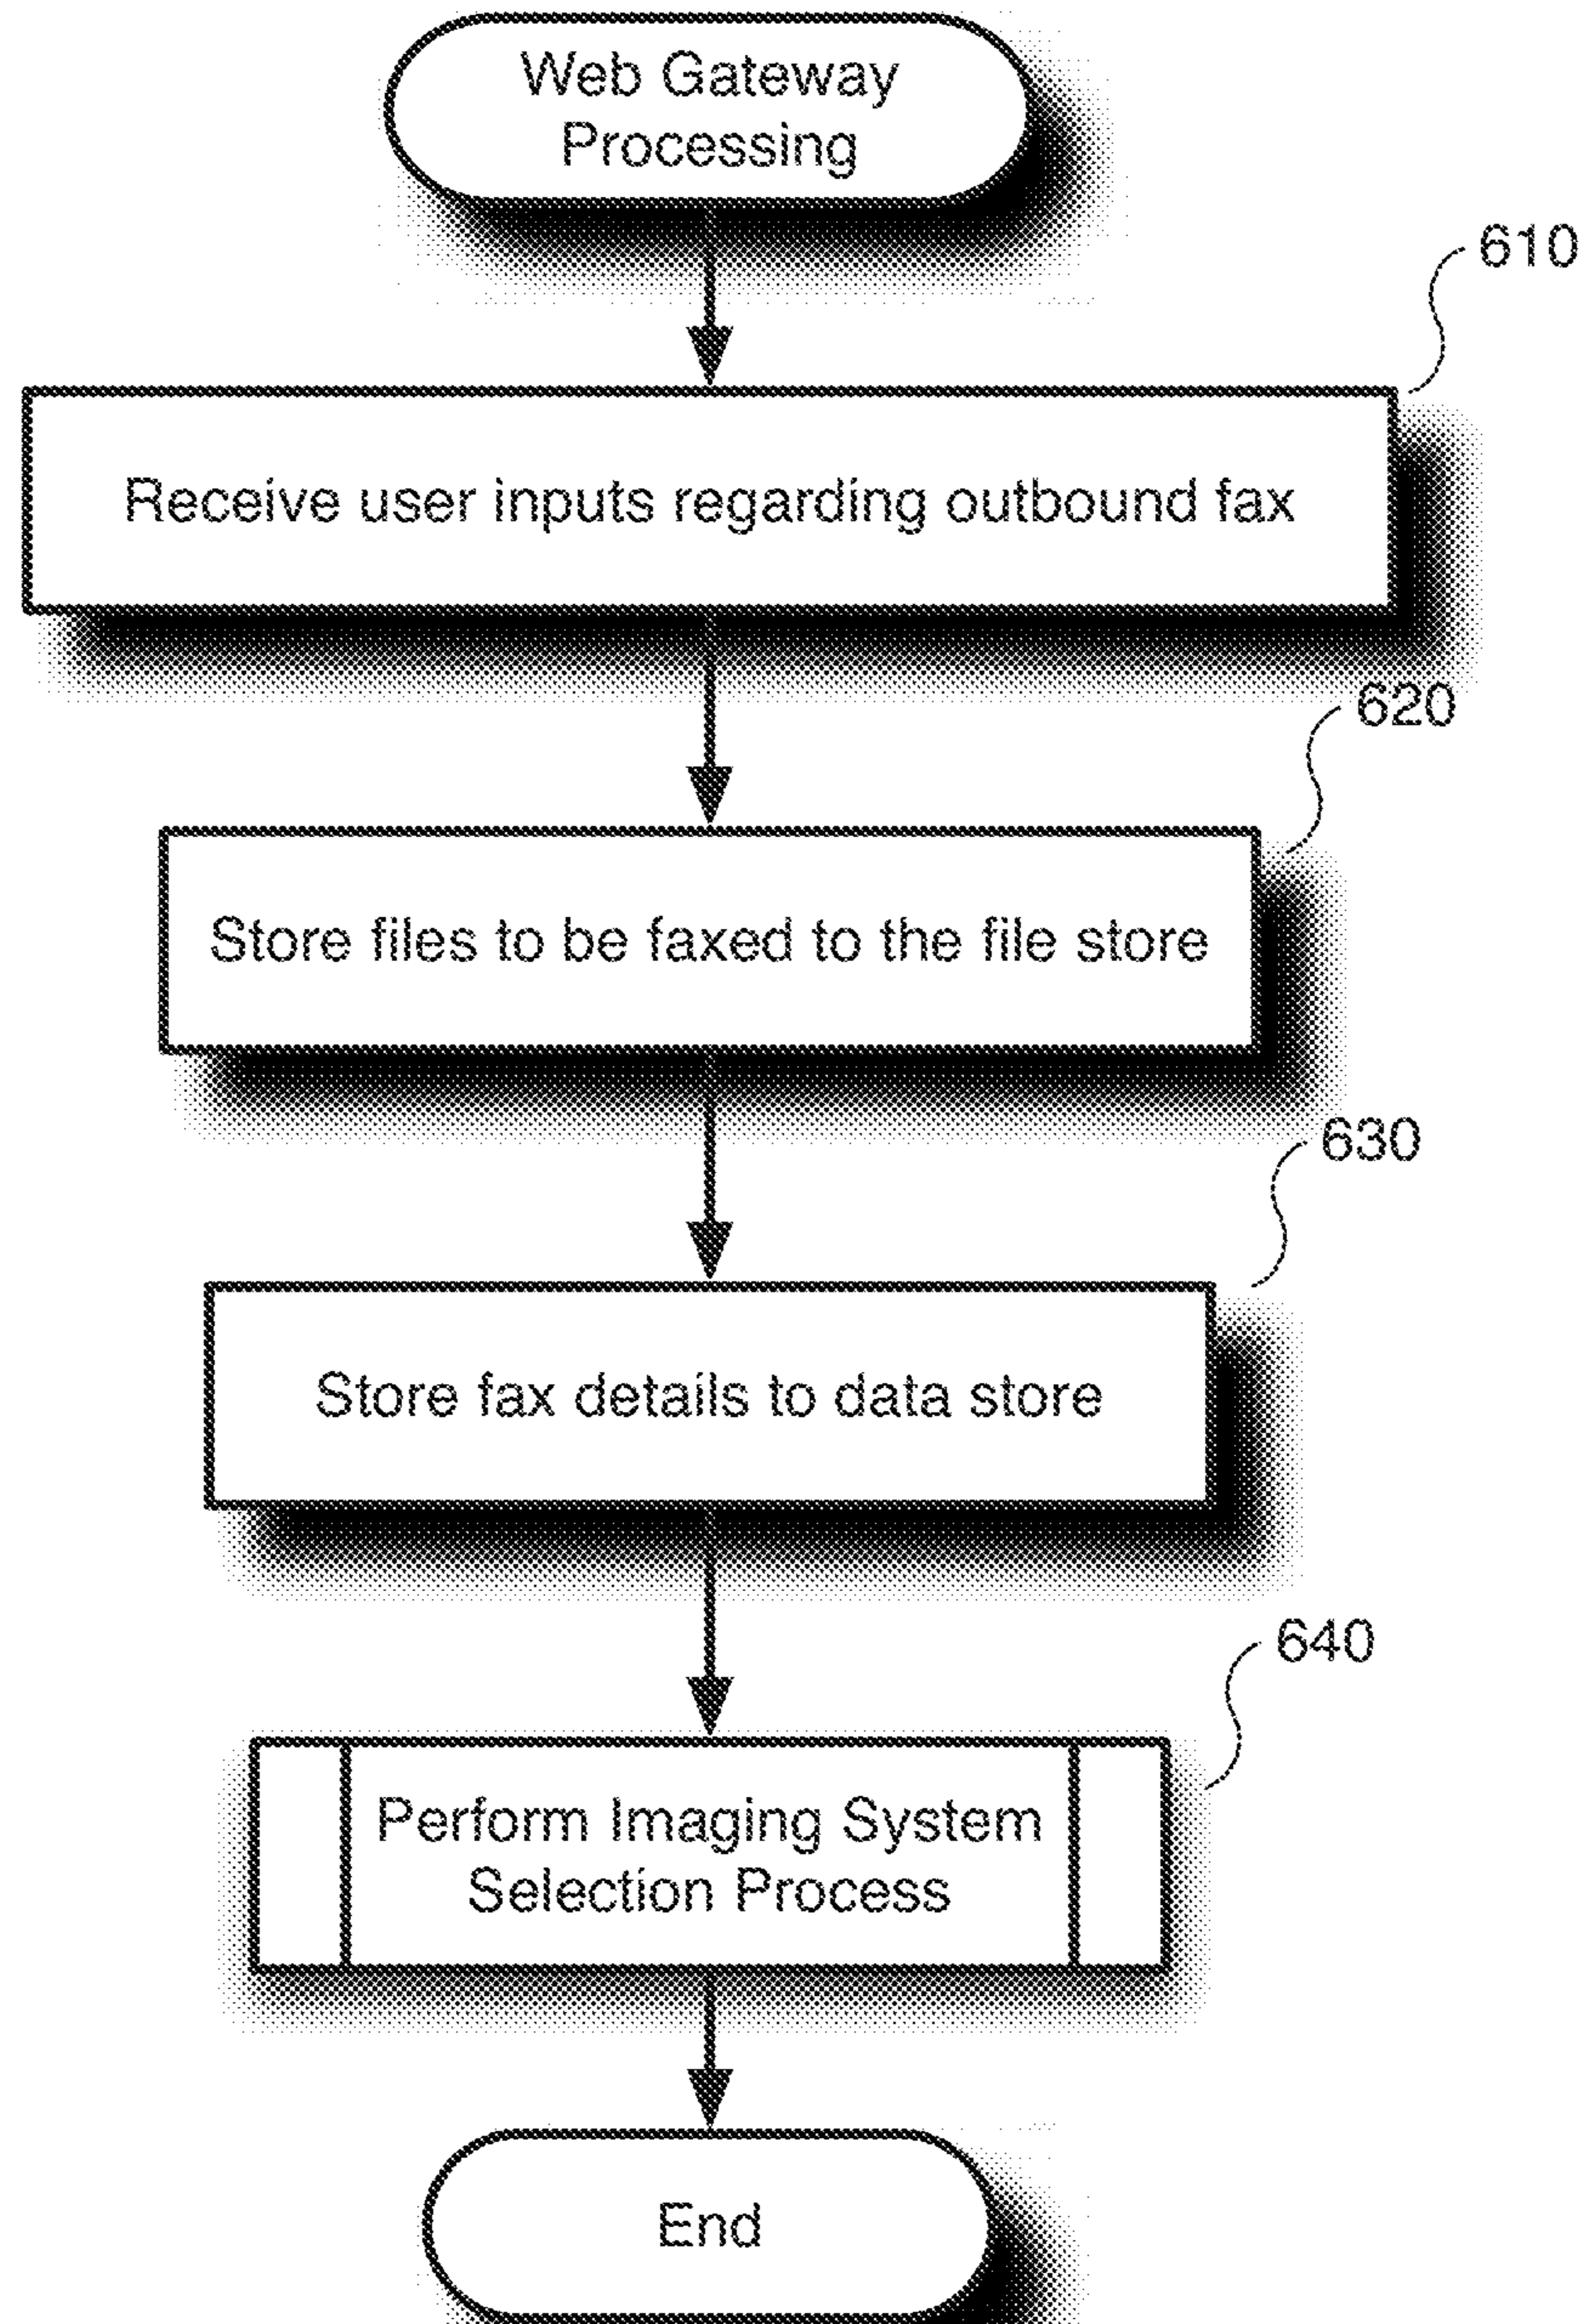 Web Gateway
Processing
610
Receive user inputs regarding outbound fax
620
Store files to be faxed to the file store
630
Store fax details to data store
640
Perform Imaging System
Selection Process
End